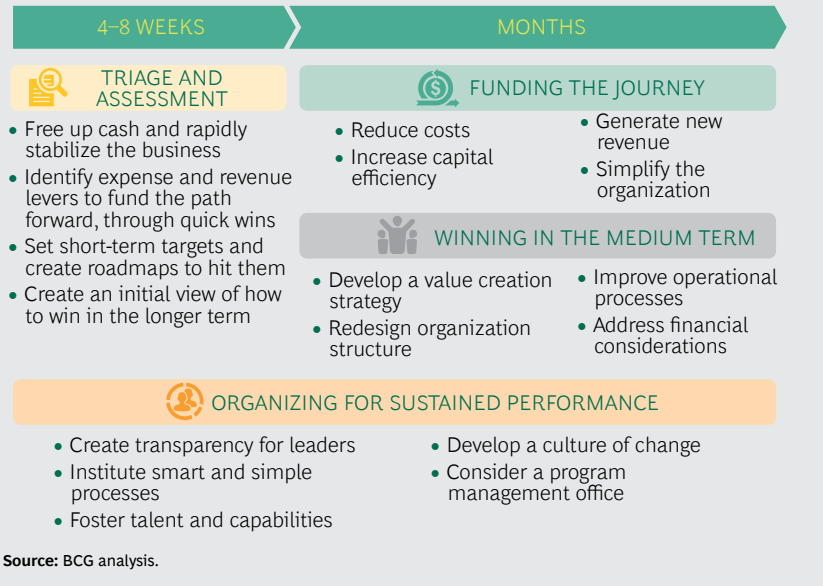 4–8 WEEKS
MONTHS
TRIAGE AND
ASSESSMENT
• Free up cash and rapidly
stabilize the business
• Identify expense and revenue
levers to fund the path
forward, through quick wins
• Set short-term targets and
create roadmaps to hit them
• Create an initial view of how
to win in the longer term
$
FUNDING THE JOURNEY
• Reduce costs
• Increase capital
efficiency
• Generate new
revenue
• Simplify the
organization
WINNING IN THE MEDIUM TERM
• Develop a value creation
strategy
• Redesign organization
structure
• Improve operational
processes
• Address financial
considerations
ORGANIZING FOR SUSTAINED PERFORMANCE
• Create transparency for leaders
• Institute smart and simple
processes
• Foster talent and capabilities
• Develop a culture of change
• Consider a program
management office
Source: BCG analysis.